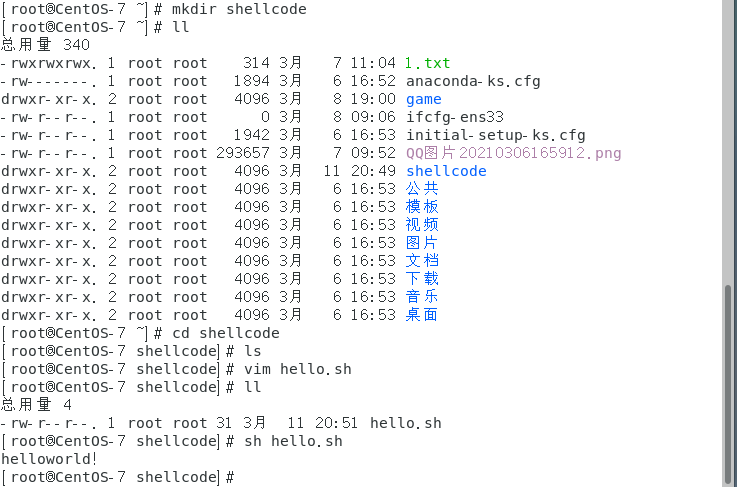 [root@CentOS-7 ~]# mkdir shellcode
[root@CentOS-7 ~]# ll
总用量 340
-rwxrwxrwx. 1 root root    314 3月   7 11:04 1.txt
-rw-------. 1 root root   1894 3月   6 16:52 anaconda-ks.cfg
drwxr-xr-x. 2 root root   4096 3月   8 19:00 game
-rw-r--r--. 1 root root      0 3月   8 09:06 ifcfg-ens33
-rw-r--r--. 1 root root   1942 3月   6 16:53 initial-setup-ks.cfg
-rw-r--r--. 1 root root 293657 3月   7 09:52 QQ图片20210306165912.png
drwxr-xr-x. 2 root root   4096 3月  11 20:49 shellcode
drwxr-xr-x. 2 root root   4096 3月   6 16:53 公共
drwxr-xr-x. 2 root root   4096 3月   6 16:53 模板
drwxr-xr-x. 2 root root   4096 3月   6 16:53 视频
drwxr-xr-x. 2 root root   4096 3月   6 16:53 图片
drwxr-xr-x. 2 root root   4096 3月   6 16:53 文档
drwxr-xr-x. 2 root root   4096 3月   6 16:53 下载
drwxr-xr-x. 2 root root   4096 3月   6 16:53 音乐
drwxr-xr-x. 2 root root   4096 3月   6 16:53 桌面
[root@CentOS-7 ~]# cd shellcode
[root@CentOS-7 shellcode]# ls
[root@CentOS-7 shellcode]# vim hello.sh
[root@CentOS-7 shellcode]# ll
总用量 4
-rw-r--r--. 1 root root 31 3月  11 20:51 hello.sh
[root@CentOS-7 shellcode]# sh hello.sh
helloworld!
[root@CentOS-7 shellcode]#